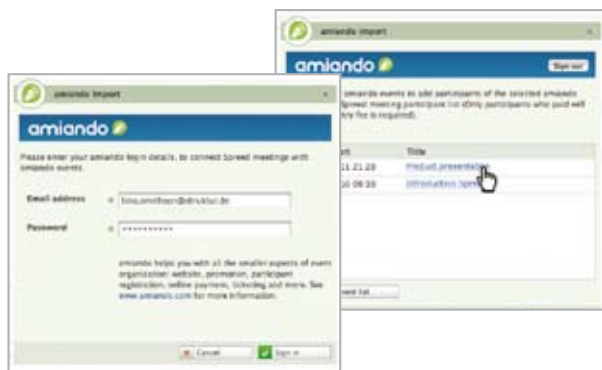 amiando import
amiando
Please enter your amiando login details, to connect Spreed meetings with
amiando events.
Email address
Password
**********
amiando helps you with all the smaller aspects of event
organization: website, promotion, participant
registration, online payment, ticketing and more. See
www.amiando.com for more information.
Cancel
Sign in
amiando import
amiando
Sign out
amiando events to add participants of the selected amiando
Spreed meeting participant list (Only participants who paid will
entry fee is required).
Title
Product presentation